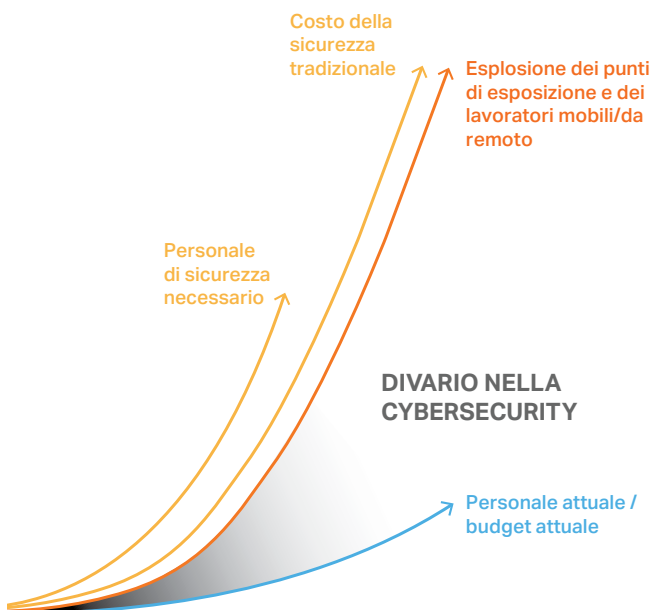 Costo della
sicurezza
tradizionale
Esplosione dei punti
di esposizione e dei
lavoratori mobili/da
remoto
Personale
di sicurezza
necessario
DIVARIO NELLA
CYBERSECURITY
Personale attuale /
budget attuale